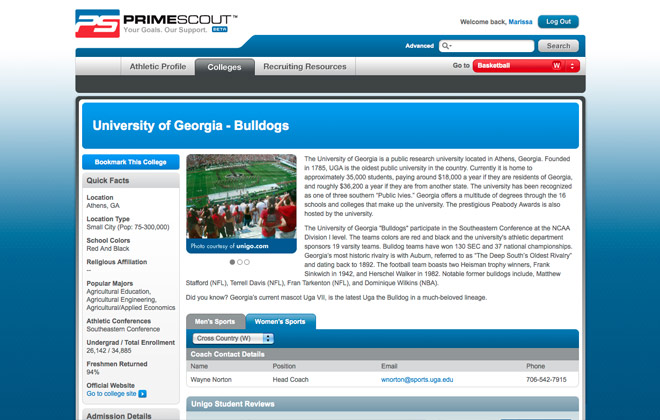 PS PRIMESCOUT™
Your Goals. Our Support. BETA
Welcome back, Marissa Log Out
Advanced Search
Athletic Profile Colleges Recruiting Resources Go to Basketball W
University of Georgia - Bulldogs
Bookmark This College
Quick Facts
Location
Athens, GA
Location Type
Small City (Pop: 75-300,000)
School Colors
Red And Black
Religious Affiliation
--
Popular Majors
Agricultural Education,
Agricultural Engineering,
Agricultural/Applied Economics
Athletic Conferences
Southeastern Conference
Undergrad / Total Enrollment
26,142 / 34,885
Freshmen Returned
94%
Official Website
Go to college site
Admission Details
Photo courtesy of unigo.com
The University of Georgia is a public research university located in Athens, Georgia. Founded
in 1785, UGA is the oldest public university in the country. Currently it is home to
approximately 35,000 students, paying around $18,000 a year if they are residents of Georgia,
and roughly $36,200 a year if they are from another state. The university has been recognized
as one of three southern "Public Ivies." Georgia offers a multitude of degrees through the 16
schools and colleges that make up the university. The prestigious Peabody Awards is also
hosted by the university.
The University of Georgia "Bulldogs" participate in the Southeastern Conference at the NCAA
Division I level. The teams colors are red and black and the university's athletic department
sponsors 19 varsity teams. Bulldog teams have won 130 SEC and 37 national championships.
Georgia's most historic rivalry is with Auburn, referred to as "The Deep South's Oldest Rivalry"
and dating back to 1892. The football team boasts two Heisman trophy winners, Frank
Sinkwich in 1942, and Herschel Walker in 1982. Notable former bulldogs include, Matthew
Stafford (NFL), Terrell Davis (NFL), Fran Tarkenton (NFL), and Dominique Wilkins (NBA).
Did you know? Georgia's current mascot Uga VII, is the latest Uga the Bulldog in a much-beloved lineage.
Men's Sports Women's Sports
Cross Country (W)
Coach Contact Details
Name Position Email Phone
Wayne Norton Head Coach wnorton@sports.uga.edu 706-542-7915
Unigo Student Reviews